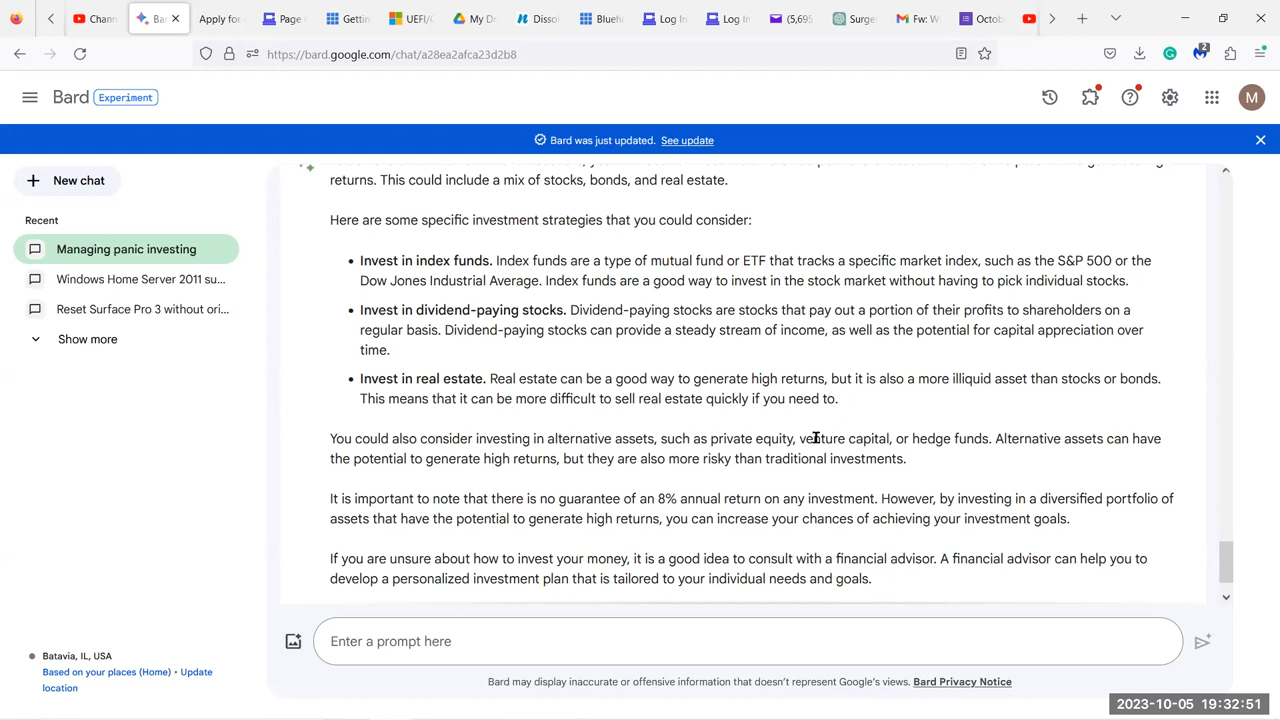 Chann
Ba
Apply for
Page
Getti
UEFI/C
My D
Disso
Blueh
Log In
Log In
(5,695
Surge
Fw: W
Octob
https://bard.google.com/chat/a28ea2afca23d2b8
2
Bard Experiment
M
Bard was just updated. See update
New chat
Recent
Managing panic investing
Windows Home Server 2011 su...
Reset Surface Pro 3 without ori...
Show more
returns. This could include a mix of stocks, bonds, and real estate.
Here are some specific investment strategies that you could consider:
• Invest in index funds. Index funds are a type of mutual fund or ETF that tracks a specific market index, such as the S&P 500 or the
Dow Jones Industrial Average. Index funds are a good way to invest in the stock market without having to pick individual stocks.
• Invest in dividend-paying stocks. Dividend-paying stocks are stocks that pay out a portion of their profits to shareholders on a
regular basis. Dividend-paying stocks can provide a steady stream of income, as well as the potential for capital appreciation over
time.
• Invest in real estate. Real estate can be a good way to generate high returns, but it is also a more illiquid asset than stocks or bonds.
This means that it can be more difficult to sell real estate quickly if you need to.
You could also consider investing in alternative assets, such as private equity, venture capital, or hedge funds. Alternative assets can have
the potential to generate high returns, but they are also more risky than traditional investments.
It is important to note that there is no guarantee of an 8% annual return on any investment. However, by investing in a diversified portfolio of
assets that have the potential to generate high returns, you can increase your chances of achieving your investment goals.
If you are unsure about how to invest your money, it is a good idea to consult with a financial advisor. A financial advisor can help you to
develop a personalized investment plan that is tailored to your individual needs and goals.
Enter a prompt here
Batavia, IL, USA
Based on your places (Home) • Update
location
Bard may display inaccurate or offensive information that doesn't represent Google's views. Bard Privacy Notice
2023-10-05 19:32:51